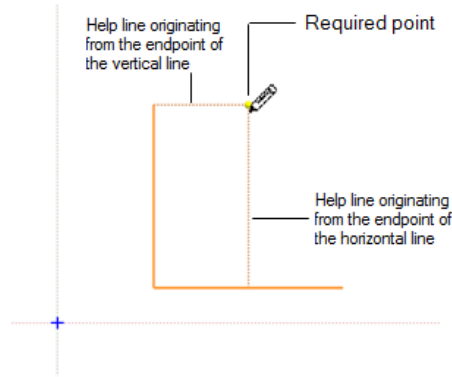 Help line originating
from the endpoint of
the vertical line
Required point
Help line originating
from the endpoint of
the horizontal line